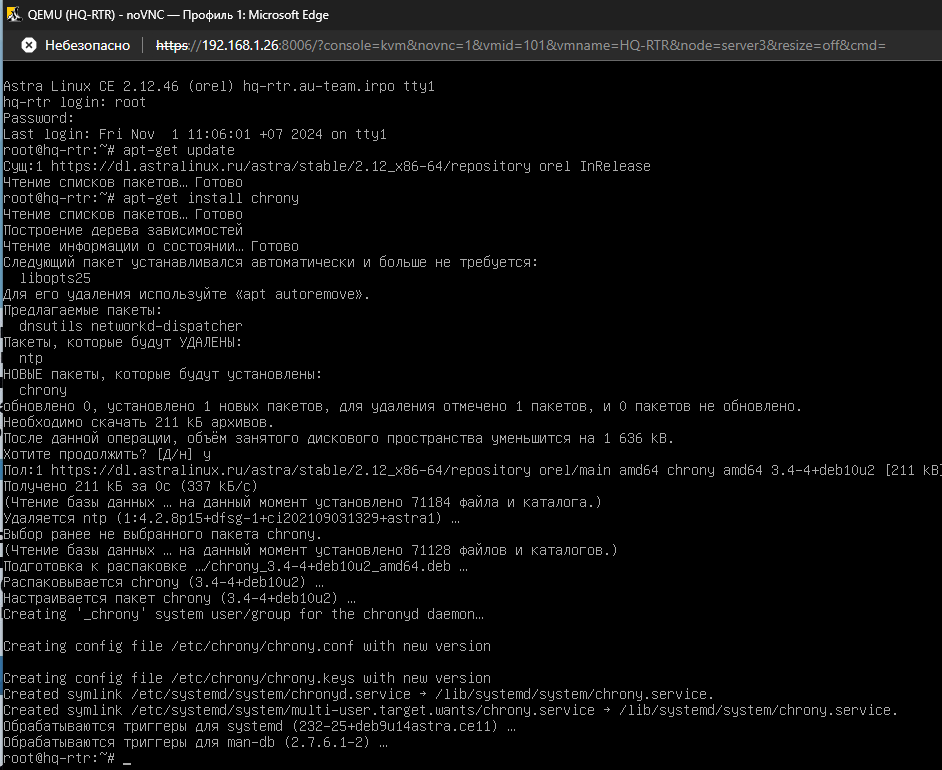 QEMU (HQ-RTR) - noVNC — Профиль 1: Microsoft Edge
Небезопасно https://192.168.1.26:8006/?console=kvm&novnc=1&vmid=101&vmname=HQ-RTR&node=server3&resize=off&cmd=
Astra Linux CE 2.12.46 (orel) hq-rtr.au-team.irpo tty1
hq-rtr login: root
Password:
Last login: Fri Nov  1 11:06:01 +07 2024 on tty1
root@hq-rtr:~# apt-get update
Сущ:1 https://dl.astralinux.ru/astra/stable/2.12_x86-64/repository orel InRelease
Чтение списков пакетов… Готово
root@hq-rtr:~# apt-get install chrony
Чтение списков пакетов… Готово
Построение дерева зависимостей
Чтение информации о состоянии… Готово
Следующий пакет устанавливался автоматически и больше не требуется:
  libopts25
Для его удаления используйте «apt autoremove».
Предлагаемые пакеты:
  dnsutils networkd-dispatcher
Пакеты, которые будут УДАЛЕНЫ:
  ntp
НОВЫЕ пакеты, которые будут установлены:
  chrony
обновлено 0, установлено 1 новых пакетов, для удаления отмечено 1 пакетов, и 0 пакетов не обновлено.
Необходимо скачать 211 kБ архивов.
После данной операции, объём занятого дискового пространства уменьшится на 1 636 kB.
Хотите продолжить? [Д/н] y
Пол:1 https://dl.astralinux.ru/astra/stable/2.12_x86-64/repository orel/main amd64 chrony amd64 3.4-4+deb10u2 [211 kB]
Получено 211 kБ за 0с (337 kБ/c)
(Чтение базы данных … на данный момент установлено 71184 файла и каталога.)
Удаляется ntp (1:4.2.8p15+dfsg-1+ci202109031329+astra1) …
Выбор ранее не выбранного пакета chrony.
(Чтение базы данных … на данный момент установлено 71128 файлов и каталогов.)
Подготовка к распаковке …/chrony_3.4-4+deb10u2_amd64.deb …
Распаковывается chrony (3.4-4+deb10u2) …
Настраивается пакет chrony (3.4-4+deb10u2) …
Creating '_chrony' system user/group for the chronyd daemon…
Creating config file /etc/chrony/chrony.conf with new version
Creating config file /etc/chrony/chrony.keys with new version
Created symlink /etc/systemd/system/chronyd.service → /lib/systemd/system/chrony.service.
Created symlink /etc/systemd/system/multi-user.target.wants/chrony.service → /lib/systemd/system/chrony.service.
Обрабатываются триггеры для systemd (232-25+deb9u14astra.ce11) …
Обрабатываются триггеры для man-db (2.7.6.1-2) …
root@hq-rtr:~# _